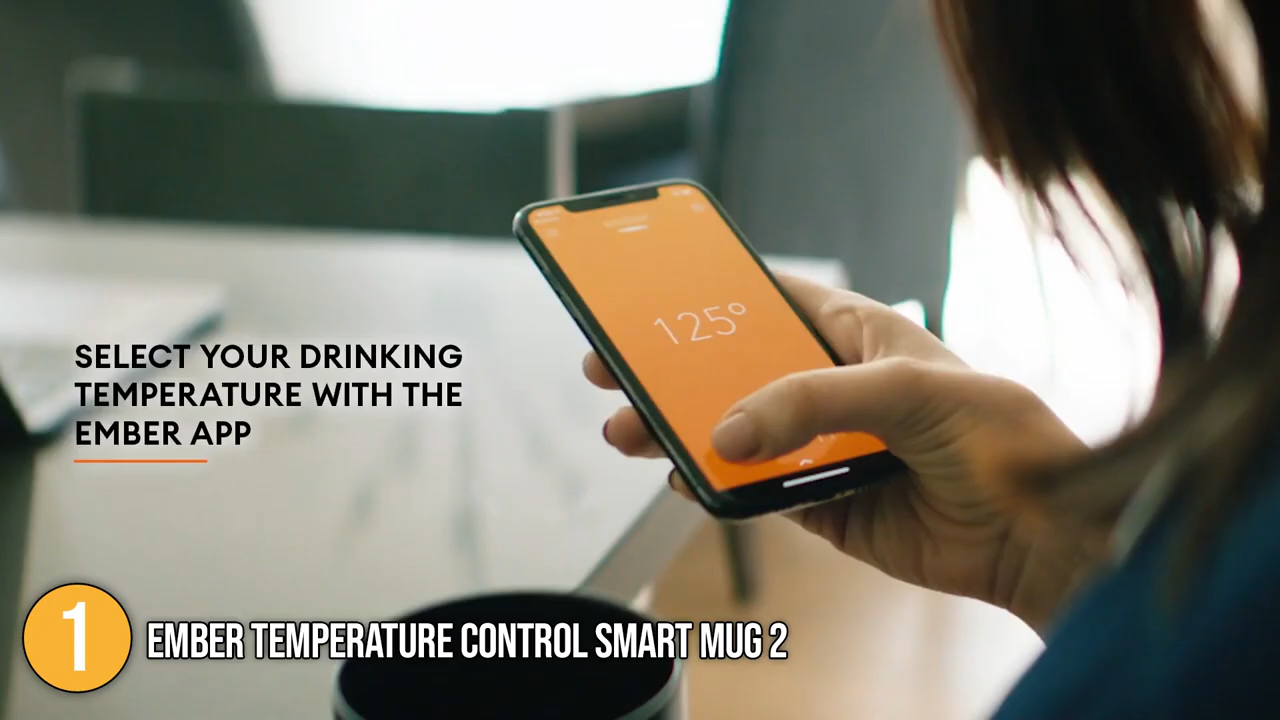 125°
SELECT YOUR DRINKING
TEMPERATURE WITH THE
EMBER APP
1
EMBER TEMPERATURE CONTROL SMART MUG 2